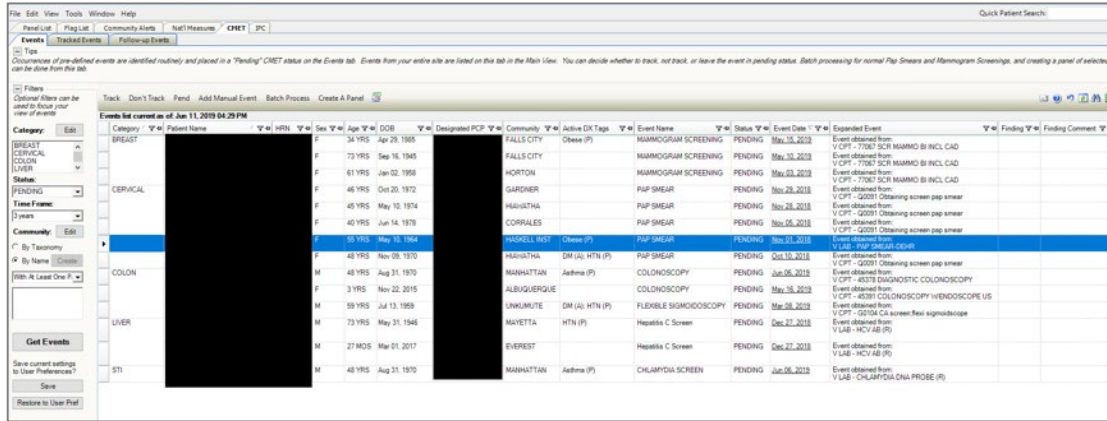 File Edit View Tools Window Help Quick Patient Search:
Panel List Flag List Community Alerts Nat'l Measures CMET IPC
Events Tracked Events Follow-up Events
Tips
Occurrences of pre-defined events are identified routinely and placed in a "Pending" CMET status on the Events tab. Events from your entire site are listed on this tab in the Main View. You can decide whether to track, not track, or leave the event in pending status. Batch processing for normal Pap Smears and Mammogram Screenings, and creating a panel of selected
can be done from this tab.
Filters
Optional filters can be used to focus your view of events
Category: Edit
BREAST
CERVICAL
COLON
LIVER
Status:
PENDING
Time Frame:
3 years
Community: Edit
By Taxonomy
By Name Create
With At Least One P
Get Events
Save current settings to User Preferences?
Save
Restore to User Pref
Track Don't Track Pend Add Manual Event Batch Process Create A Panel
Events list current as of: Jun 11, 2019 04:29 PM
Category Patient Name HRN Sex Age DOB Designated PCP Community Active DX Tags Event Name Status Event Date Expanded Event Finding Finding Comment
BREAST F 34 YRS Apr 29, 1985 FALLS CITY Obese (P) MAMMOGRAM SCREENING PENDING May 15, 2019 Event obtained from:
V CPT - 77067 SCR MAMMO BI INCL CAD
F 73 YRS Sep 16, 1945 FALLS CITY MAMMOGRAM SCREENING PENDING May 10, 2019 Event obtained from:
V CPT - 77067 SCR MAMMO BI INCL CAD
F 61 YRS Jan 02, 1958 HORTON MAMMOGRAM SCREENING PENDING May 03, 2019 Event obtained from:
V CPT - 77067 SCR MAMMO BI INCL CAD
CERVICAL F 46 YRS Oct 20, 1972 GARDNER PAP SMEAR PENDING Nov 29, 2018 Event obtained from:
V CPT - Q0091 Obtaining screen pap smear
F 45 YRS May 10, 1974 HIAWATHA PAP SMEAR PENDING Nov 28, 2018 Event obtained from:
V CPT - Q0091 Obtaining screen pap smear
F 40 YRS Jun 14, 1978 CORRALES PAP SMEAR PENDING Nov 05, 2018 Event obtained from:
V CPT - Q0091 Obtaining screen pap smear
F 55 YRS May 10, 1964 HASKELL INST Obese (P) PAP SMEAR PENDING Nov 01, 2018 Event obtained from:
V LAB - PAP SMEAR-DEHR
F 48 YRS Nov 09, 1970 HIAWATHA DM (A); HTN (P) PAP SMEAR PENDING Oct 10, 2018 Event obtained from:
V CPT - Q0091 Obtaining screen pap smear
COLON M 48 YRS Aug 31, 1970 MANHATTAN Asthma (P) COLONOSCOPY PENDING Jun 06, 2019 Event obtained from:
V CPT - 45378 DIAGNOSTIC COLONOSCOPY
F 3 YRS Nov 22, 2015 ALBUQUERQUE COLONOSCOPY PENDING May 16, 2019 Event obtained from:
V CPT - 45391 COLONOSCOPY W/ENDOSCOPE US
M 59 YRS Jul 13, 1959 UNKUMUTE DM (A); HTN (P) FLEXIBLE SIGMOIDOSCOPY PENDING Mar 08, 2019 Event obtained from:
V CPT - G0104 CA screen;flexi sigmoidscope
LIVER M 73 YRS May 31, 1946 MAYETTA HTN (P) Hepatitis C Screen PENDING Dec 27, 2018 Event obtained from:
V LAB - HCV AB (R)
M 27 MOS Mar 01, 2017 EVEREST Hepatitis C Screen PENDING Dec 27, 2018 Event obtained from:
V LAB - HCV AB (R)
STI M 48 YRS Aug 31, 1970 MANHATTAN Asthma (P) CHLAMYDIA SCREEN PENDING Jun 06, 2019 Event obtained from:
V LAB - CHLAMYDIA DNA PROBE (R)